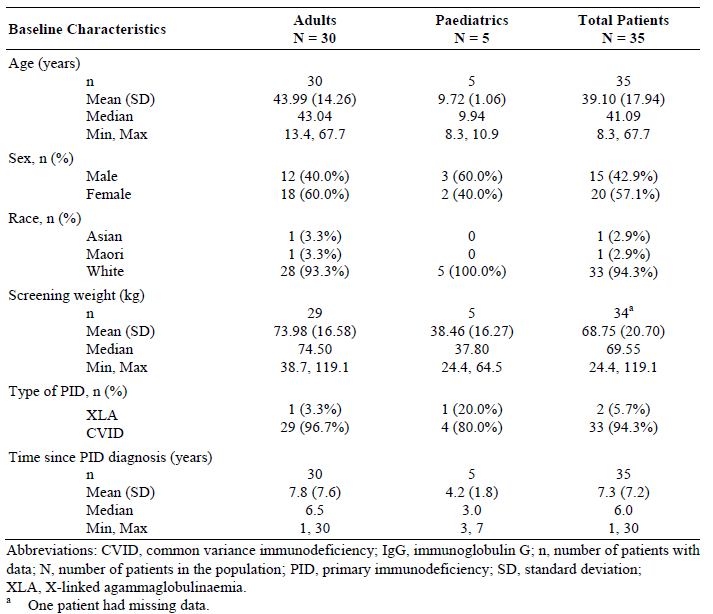 Baseline Characteristics Adults N = 30 Paediatrics N = 5 Total Patients N = 35
Age (years)
n 30 5 35
Mean (SD) 43.99 (14.26) 9.72 (1.06) 39.10 (17.94)
Median 43.04 9.94 41.09
Min, Max 13.4, 67.7 8.3, 10.9 8.3, 67.7
Sex, n (%)
Male 12 (40.0%) 3 (60.0%) 15 (42.9%)
Female 18 (60.0%) 2 (40.0%) 20 (57.1%)
Race, n (%)
Asian 1 (3.3%) 0 1 (2.9%)
Maori 1 (3.3%) 0 1 (2.9%)
White 28 (93.3%) 5 (100.0%) 33 (94.3%)
Screening weight (kg)
n 29 5 34a
Mean (SD) 73.98 (16.58) 38.46 (16.27) 68.75 (20.70)
Median 74.50 37.80 69.55
Min, Max 38.7, 119.1 24.4, 64.5 24.4, 119.1
Type of PID, n (%)
XLA 1 (3.3%) 1 (20.0%) 2 (5.7%)
CVID 29 (96.7%) 4 (80.0%) 33 (94.3%)
Time since PID diagnosis (years)
n 30 5 35
Mean (SD) 7.8 (7.6) 4.2 (1.8) 7.3 (7.2)
Median 6.5 3.0 6.0
Min, Max 1, 30 3, 7 1, 30
Abbreviations: CVID, common variance immunodeficiency; IgG, immunoglobulin G; n, number of patients with
data; N, number of patients in the population; PID, primary immunodeficiency; SD, standard deviation;
XLA, X-linked agammaglobulinaemia.
a One patient had missing data.